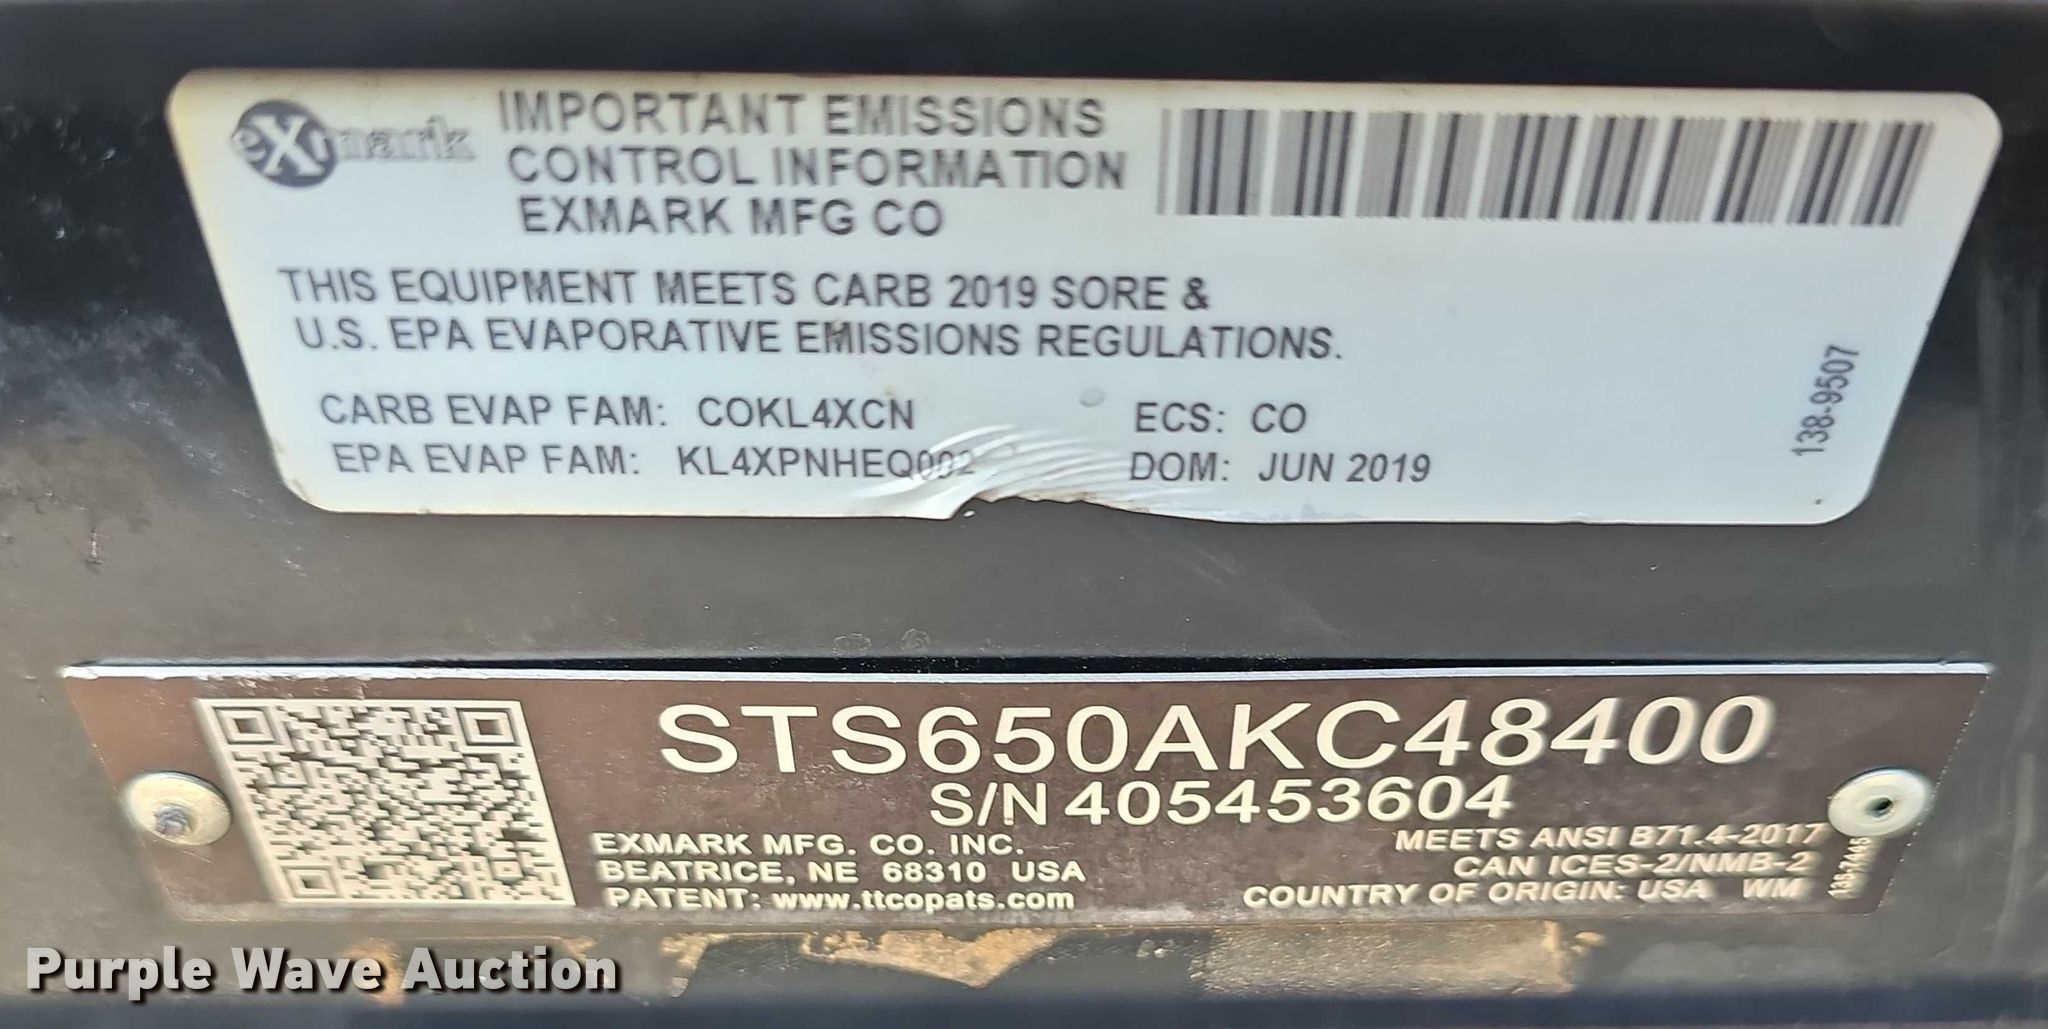 eXmark
IMPORTANT EMISSIONS
CONTROL INFORMATION
EXMARK MFG CO
THIS EQUIPMENT MEETS CARB 2019 SORE &
U.S. EPA EVAPORATIVE EMISSIONS REGULATIONS.
CARB EVAP FAM: COKL4XCN
ECS: CO
EPA EVAP FAM: KL4XPNHEQ002
DOM: JUN 2019
138-9507
STS650AKC48400
S/N 405453604
EXMARK MFG. CO. INC.
BEATRICE, NE 68310 USA
PATENT: www.ttcopats.com
MEETS ANSI B71.4-2017
CAN ICES-2/NMB-2
COUNTRY OF ORIGIN: USA WM
Purple Wave Auction